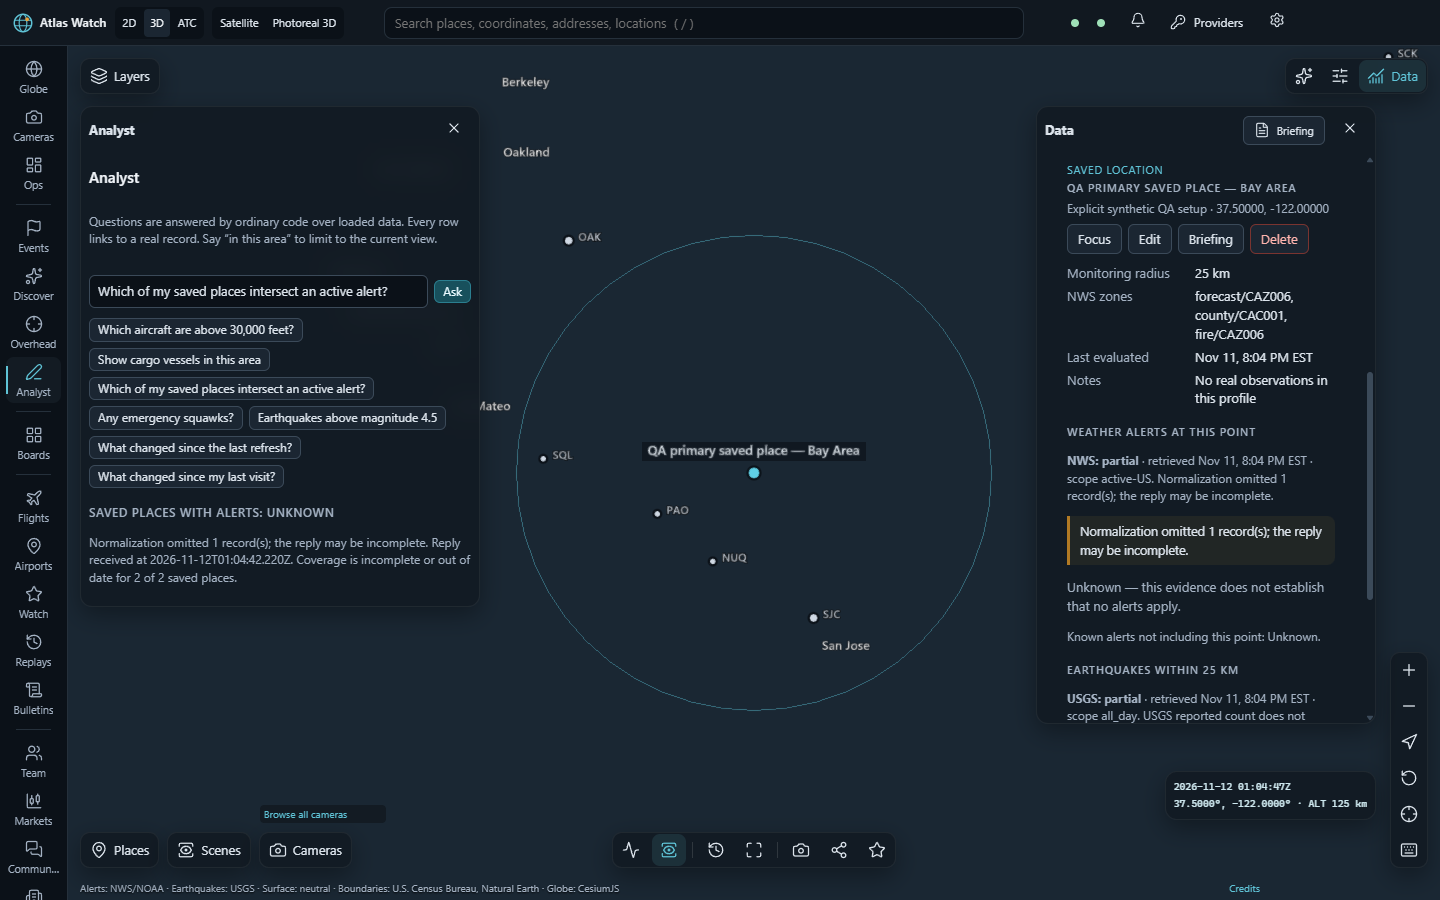 Atlas Watch
2D
3D
ATC
Satellite
Photoreal 3D
Search places, coordinates, addresses, locations ( / )
Providers
Globe
Cameras
Ops
Events
Discover
Overhead
Analyst
Boards
Flights
Airports
Watch
Replays
Bulletins
Team
Markets
Commun...
Layers
Analyst
Analyst
Questions are answered by ordinary code over loaded data. Every row
links to a real record. Say “in this area” to limit to the current view.
Which of my saved places intersect an active alert?
Ask
Which aircraft are above 30,000 feet?
Show cargo vessels in this area
Which of my saved places intersect an active alert?
Any emergency squawks?
Earthquakes above magnitude 4.5
What changed since the last refresh?
What changed since my last visit?
SAVED PLACES WITH ALERTS: UNKNOWN
Normalization omitted 1 record(s); the reply may be incomplete. Reply
received at 2026-11-12T01:04:42.220Z. Coverage is incomplete or out of
date for 2 of 2 saved places.
Berkeley
Oakland
OAK
Mateo
SQL
QA primary saved place — Bay Area
PAO
NUQ
SJC
San Jose
SCK
Data
Data
Briefing
SAVED LOCATION
QA PRIMARY SAVED PLACE — BAY AREA
Explicit synthetic QA setup · 37.50000, -122.00000
Focus
Edit
Briefing
Delete
Monitoring radius
25 km
NWS zones
forecast/CAZ006,
county/CAC001,
fire/CAZ006
Last evaluated
Nov 11, 8:04 PM EST
Notes
No real observations in
this profile
WEATHER ALERTS AT THIS POINT
NWS: partial · retrieved Nov 11, 8:04 PM EST ·
scope active-US. Normalization omitted 1
record(s); the reply may be incomplete.
Normalization omitted 1 record(s); the reply
may be incomplete.
Unknown — this evidence does not establish
that no alerts apply.
Known alerts not including this point: Unknown.
EARTHQUAKES WITHIN 25 KM
USGS: partial · retrieved Nov 11, 8:04 PM EST ·
scope all_day. USGS reported count does not
2026-11-12 01:04:47Z
37.5000°, -122.0000° · ALT 125 km
Browse all cameras
Places
Scenes
Cameras
Alerts: NWS/NOAA · Earthquakes: USGS · Surface: neutral · Boundaries: U.S. Census Bureau, Natural Earth · Globe: CesiumJS
Credits